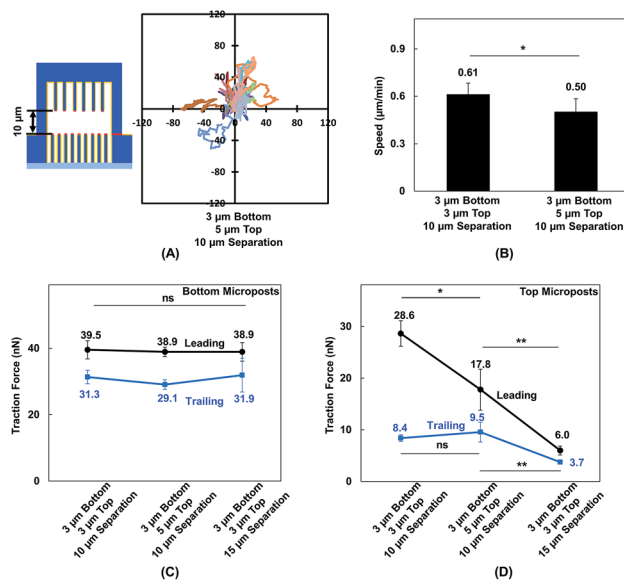 10 µm
120
80
40
0
-40
-80
-120
-120
-80
-40
0
40
80
120
3 µm Bottom
5 µm Top
10 µm Separation
(A)
Speed (µm/min)
0.9
0.6
0.3
0
0.61
*
0.50
3 µm Bottom
3 µm Top
10 µm Separation
3 µm Bottom
5 µm Top
10 µm Separation
(B)
Traction Force (nN)
40
20
0
ns
Bottom Microposts
39.5
38.9
38.9
Leading
31.3
29.1
31.9
Trailing
3 µm Bottom
3 µm Top
10 µm Separation
3 µm Bottom
5 µm Top
10 µm Separation
3 µm Bottom
3 µm Top
15 µm Separation
(C)
Traction Force (nN)
30
20
10
0
*
Top Microposts
28.6
**
17.8
Leading
8.4
Trailing
9.5
6.0
3.7
ns
**
3 µm Bottom
3 µm Top
10 µm Separation
3 µm Bottom
5 µm Top
10 µm Separation
3 µm Bottom
3 µm Top
15 µm Separation
(D)